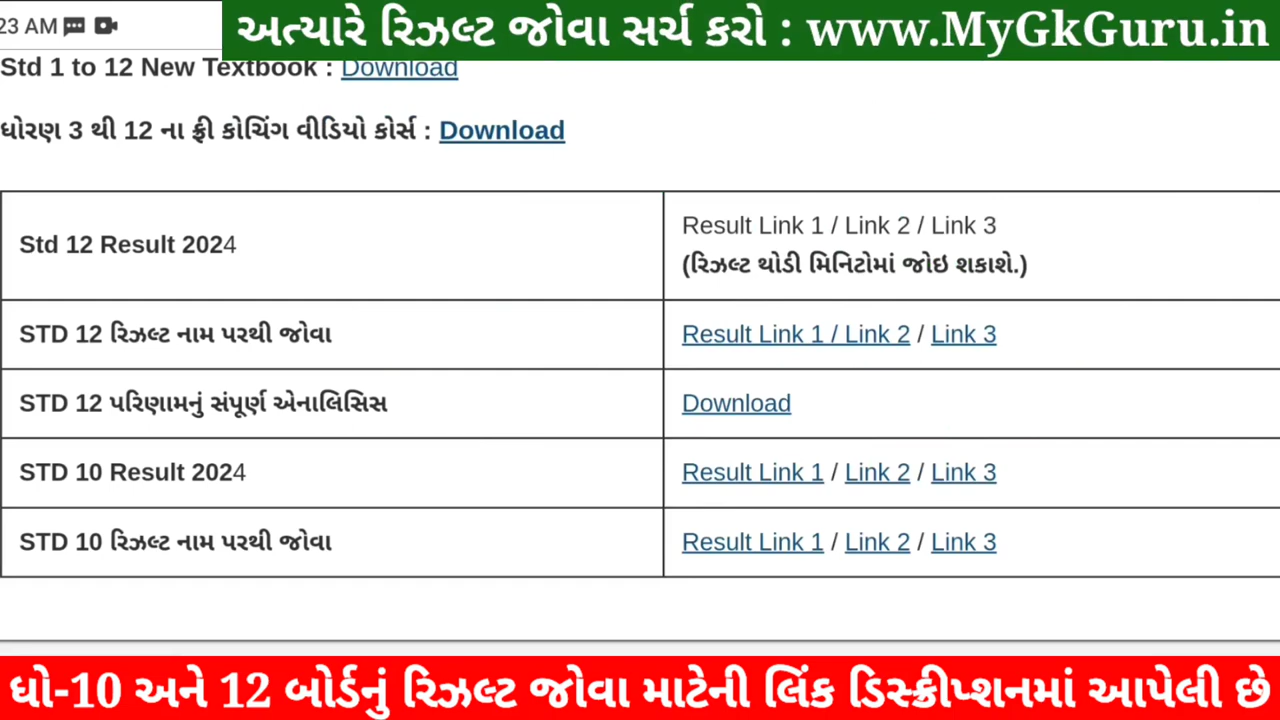 23 AM
અત્યારે રિઝલ્ટ જોવા સર્ચ કરો : www.MyGkGuru.in
Std 1 to 12 New Textbook : Download
ધોરણ 3 થી 12 ના ફ્રી કોચિંગ વીડિયો કોર્સ : Download
Std 12 Result 2024
Result Link 1 / Link 2 / Link 3
(રિઝલ્ટ થોડી મિનિટોમાં જોઇ શકાશે.)
STD 12 રિઝલ્ટ નામ પરથી જોવા
Result Link 1 / Link 2 / Link 3
STD 12 પરિણામનું સંપૂર્ણ એનાલિસિસ
Download
STD 10 Result 2024
Result Link 1 / Link 2 / Link 3
STD 10 રિઝલ્ટ નામ પરથી જોવા
Result Link 1 / Link 2 / Link 3
ધો-10 અને 12 બોર્ડનું રિઝલ્ટ જોવા માટેની લિંક ડિસ્ક્રીપ્શનમાં આપેલી છે